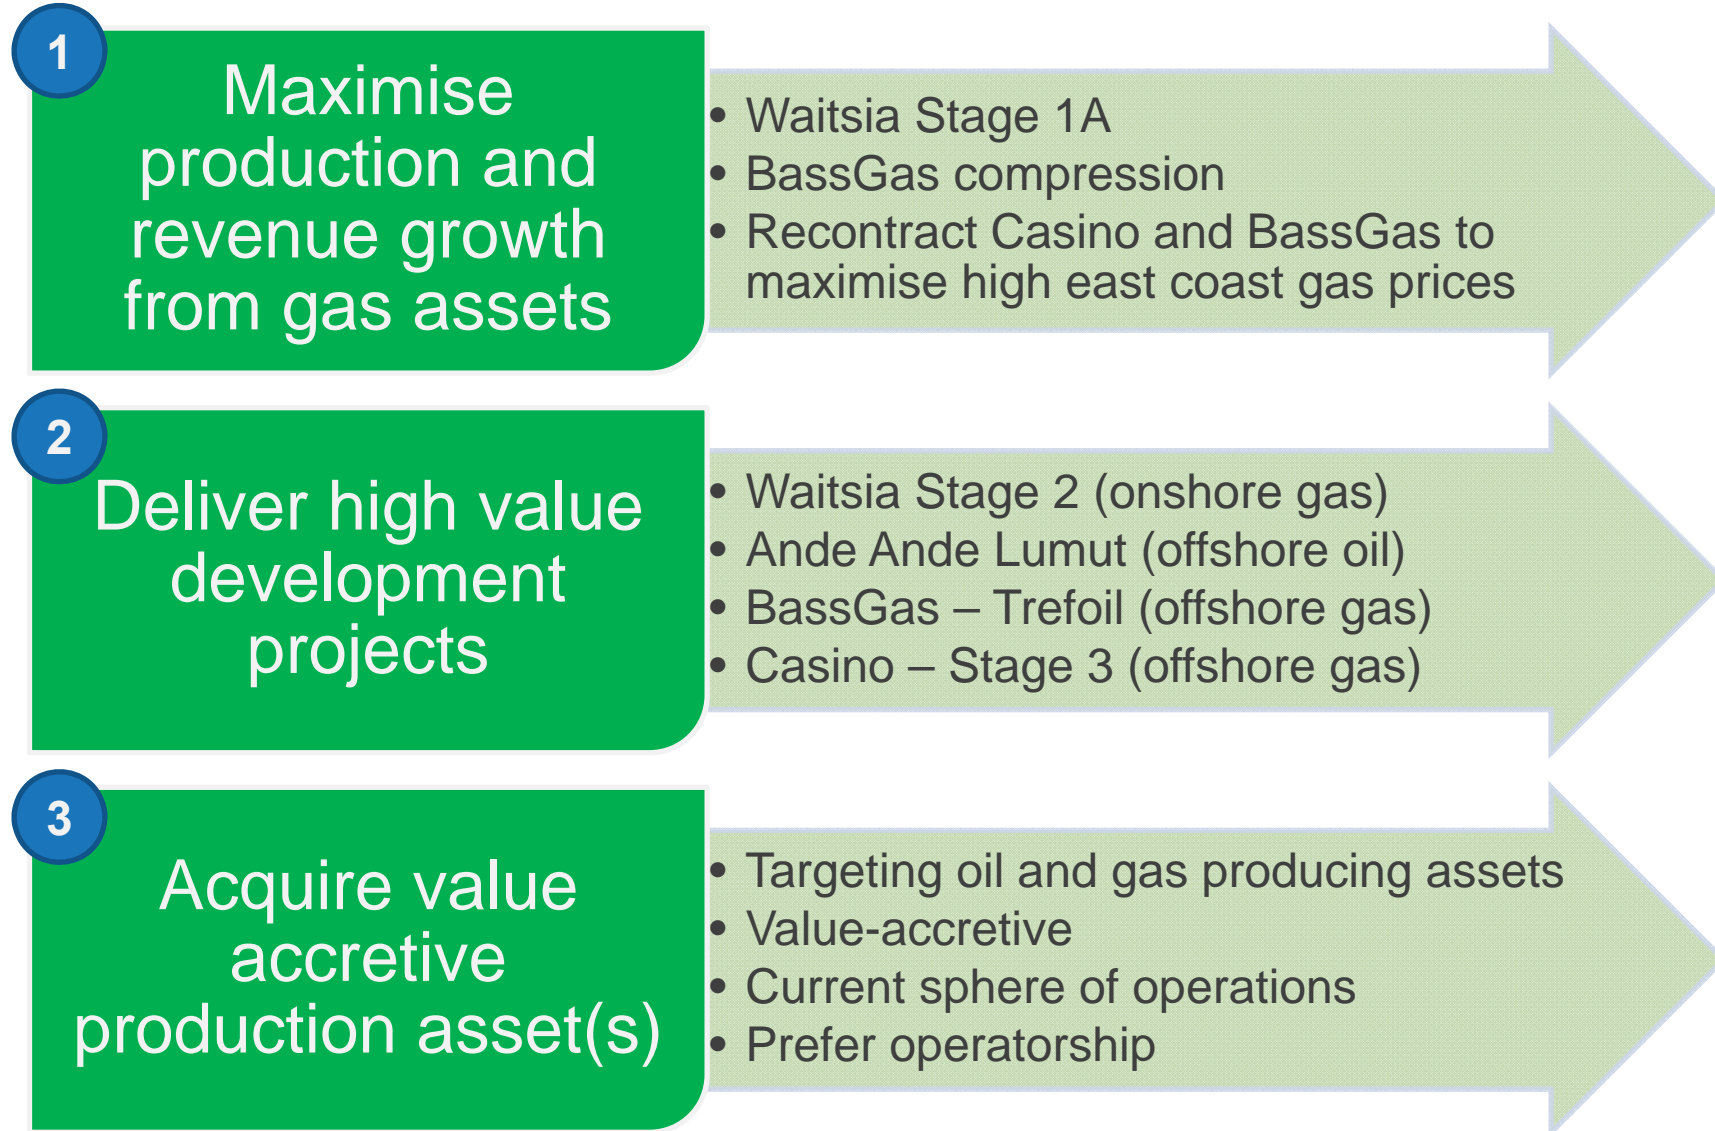 1
Maximise
production and
revenue growth
from gas assets
• Waitsia Stage 1A
• BassGas compression
• Recontract Casino and BassGas to
maximise high east coast gas prices
2
Deliver high value
development
projects
• Waitsia Stage 2 (onshore gas)
• Ande Ande Lumut (offshore oil)
• BassGas – Trefoil (offshore gas)
• Casino – Stage 3 (offshore gas)
3
Acquire value
accretive
production asset(s)
• Targeting oil and gas producing assets
• Value-accretive
• Current sphere of operations
• Prefer operatorship